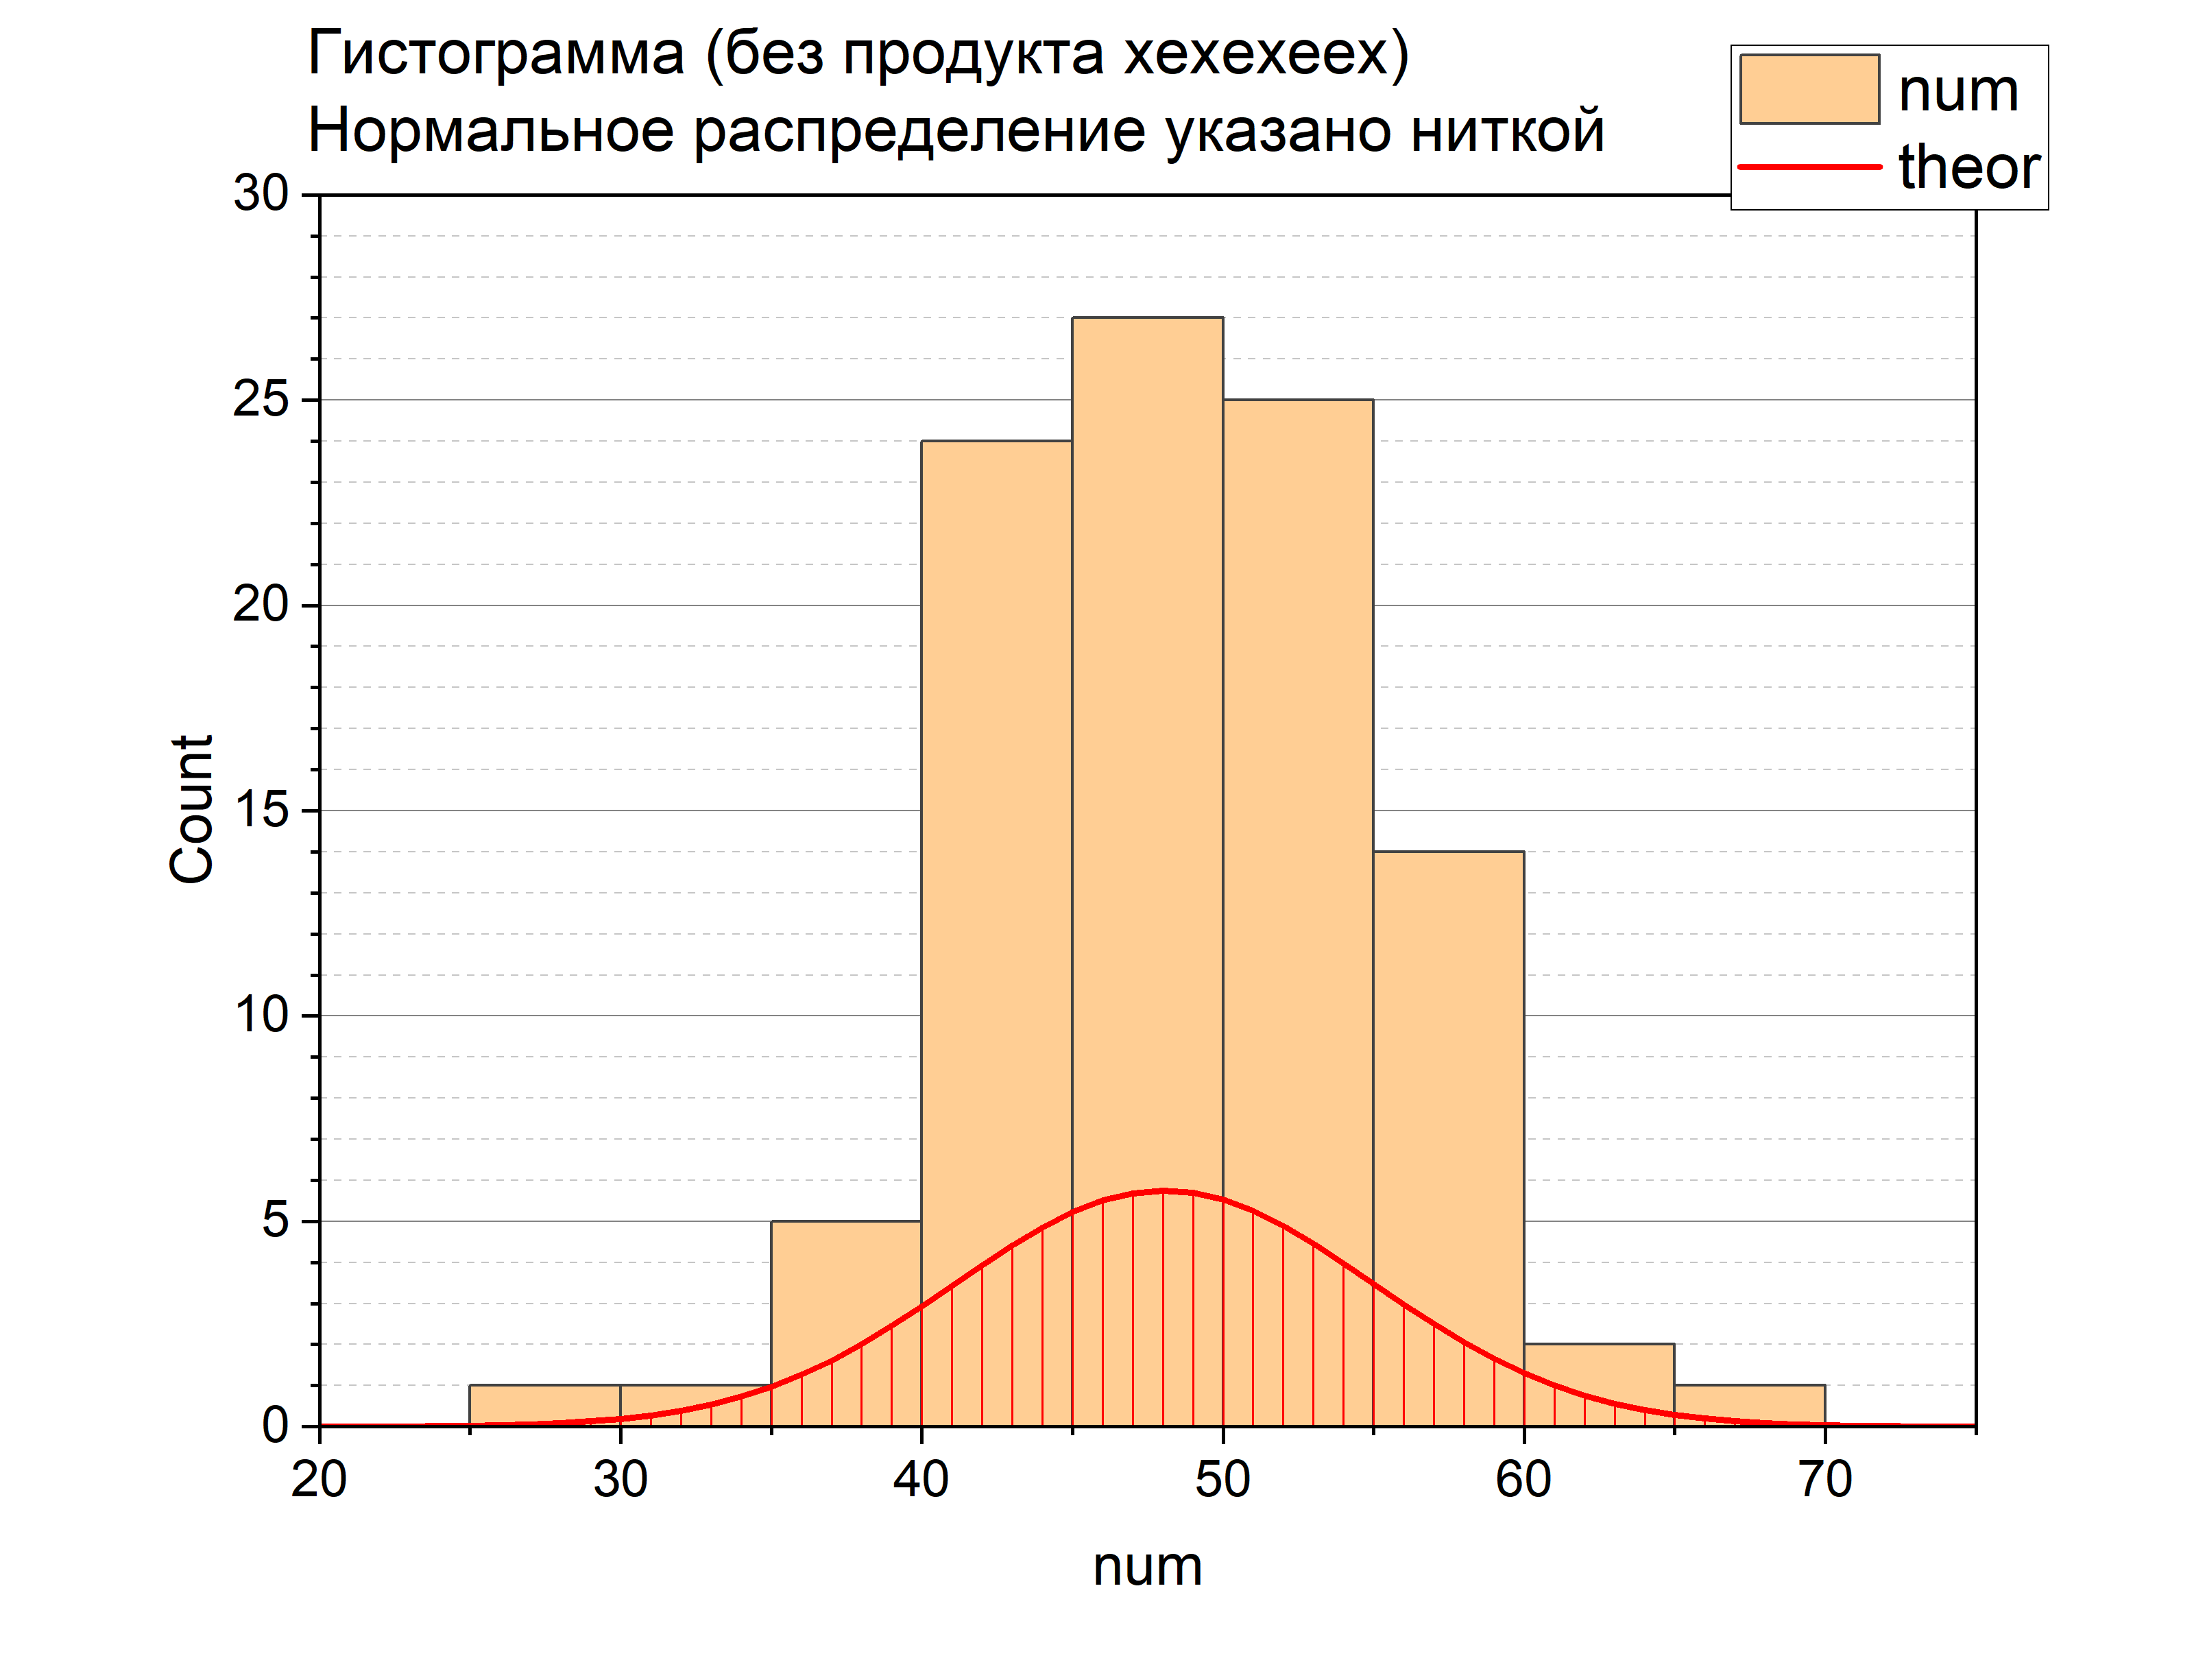 Гистограмма (без продукта хехехеех)
Нормальное распределение указано ниткой
num
theor
30
25
20
15
10
5
0
Count
20 30 40 50 60 70
num